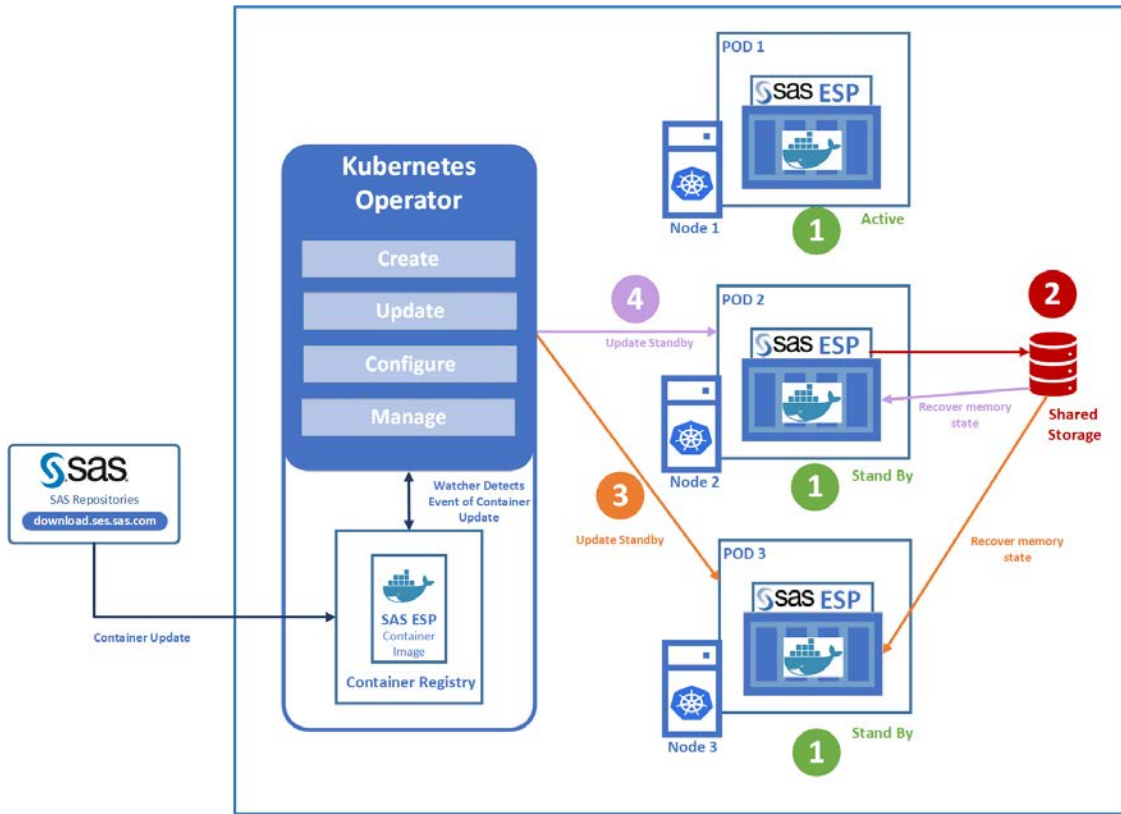 POD 1
sas ESP
Node 1
1
Active
Kubernetes
Operator
Create
Update
Configure
Manage
4
Update Standby
POD 2
sas ESP
2
Recover memory
state
Shared
Storage
Node 2
1
Stand By
sas
SAS Repositories
download.ses.sas.com
Container Update
Watcher Detects
Event of Container
Update
SAS ESP
Container
Image
Container Registry
3
Update Standby
Recover memory
state
POD 3
sas ESP
Node 3
1
Stand By